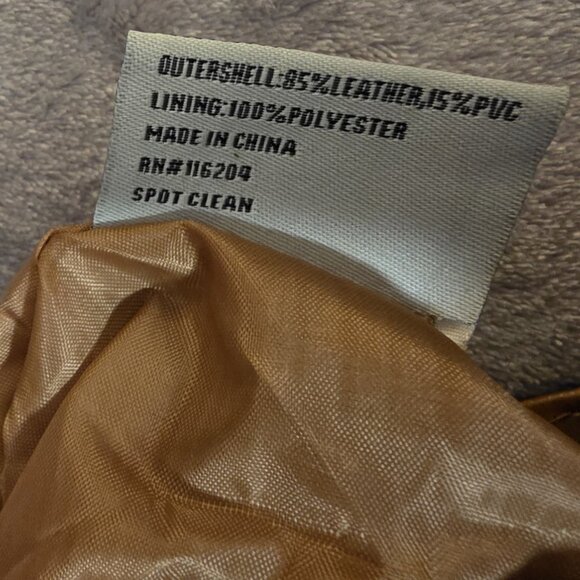 OUTERSHELL:85%LEATHER,15%PVC
LINING:100%POLYESTER
MADE IN CHINA
RN#116204
SPOT CLEAN